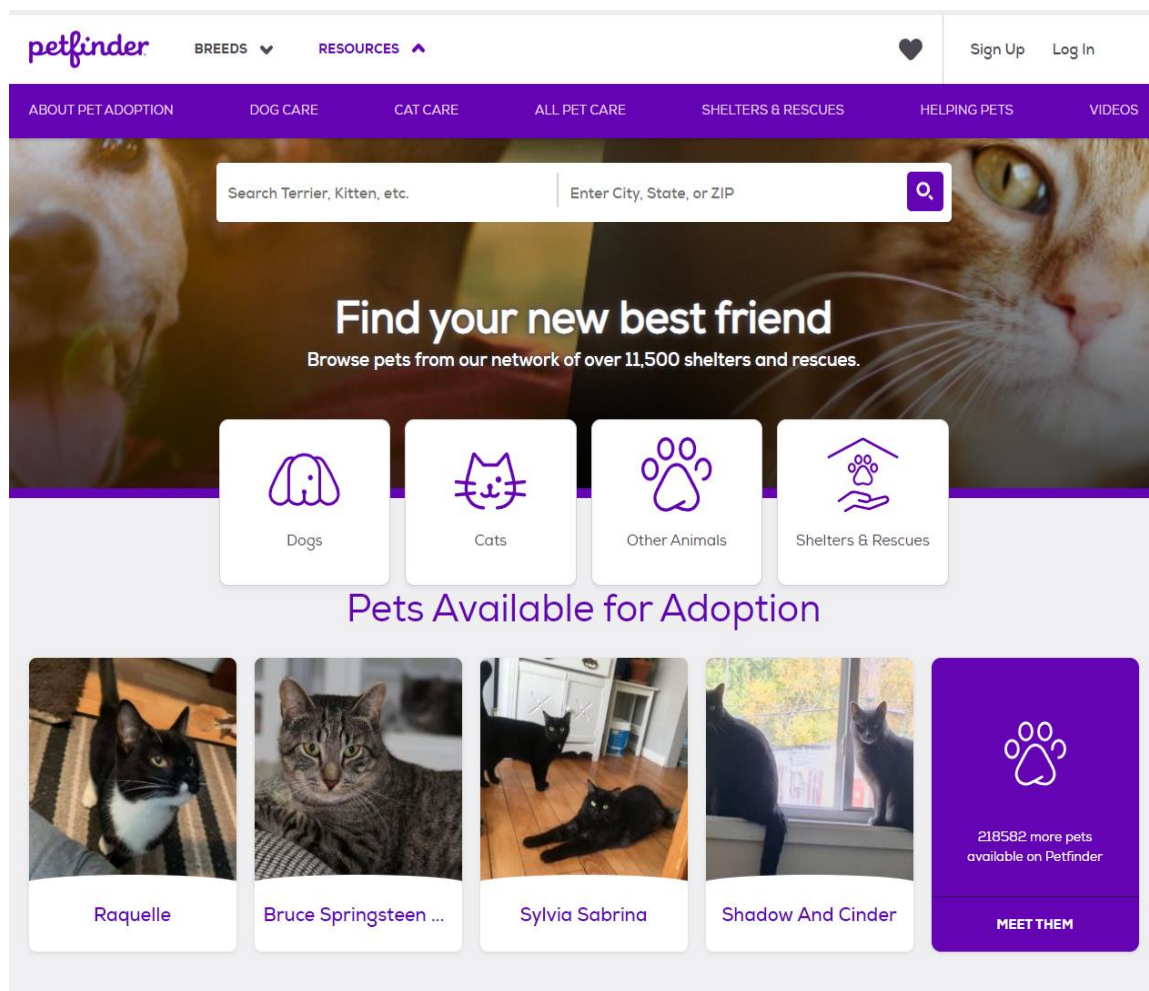 petfinder
BREEDS
RESOURCES
Sign Up
Log In
ABOUT PET ADOPTION
DOG CARE
CAT CARE
ALL PET CARE
SHELTERS & RESCUES
HELPING PETS
VIDEOS
Search Terrier, Kitten, etc.
Enter City, State, or ZIP
Find your new best friend
Browse pets from our network of over 11,500 shelters and rescues.
Dogs
Cats
Other Animals
Shelters & Rescues
Pets Available for Adoption
Raquelle
Bruce Springsteen ...
Sylvia Sabrina
Shadow And Cinder
218582 more pets
available on Petfinder
MEET THEM